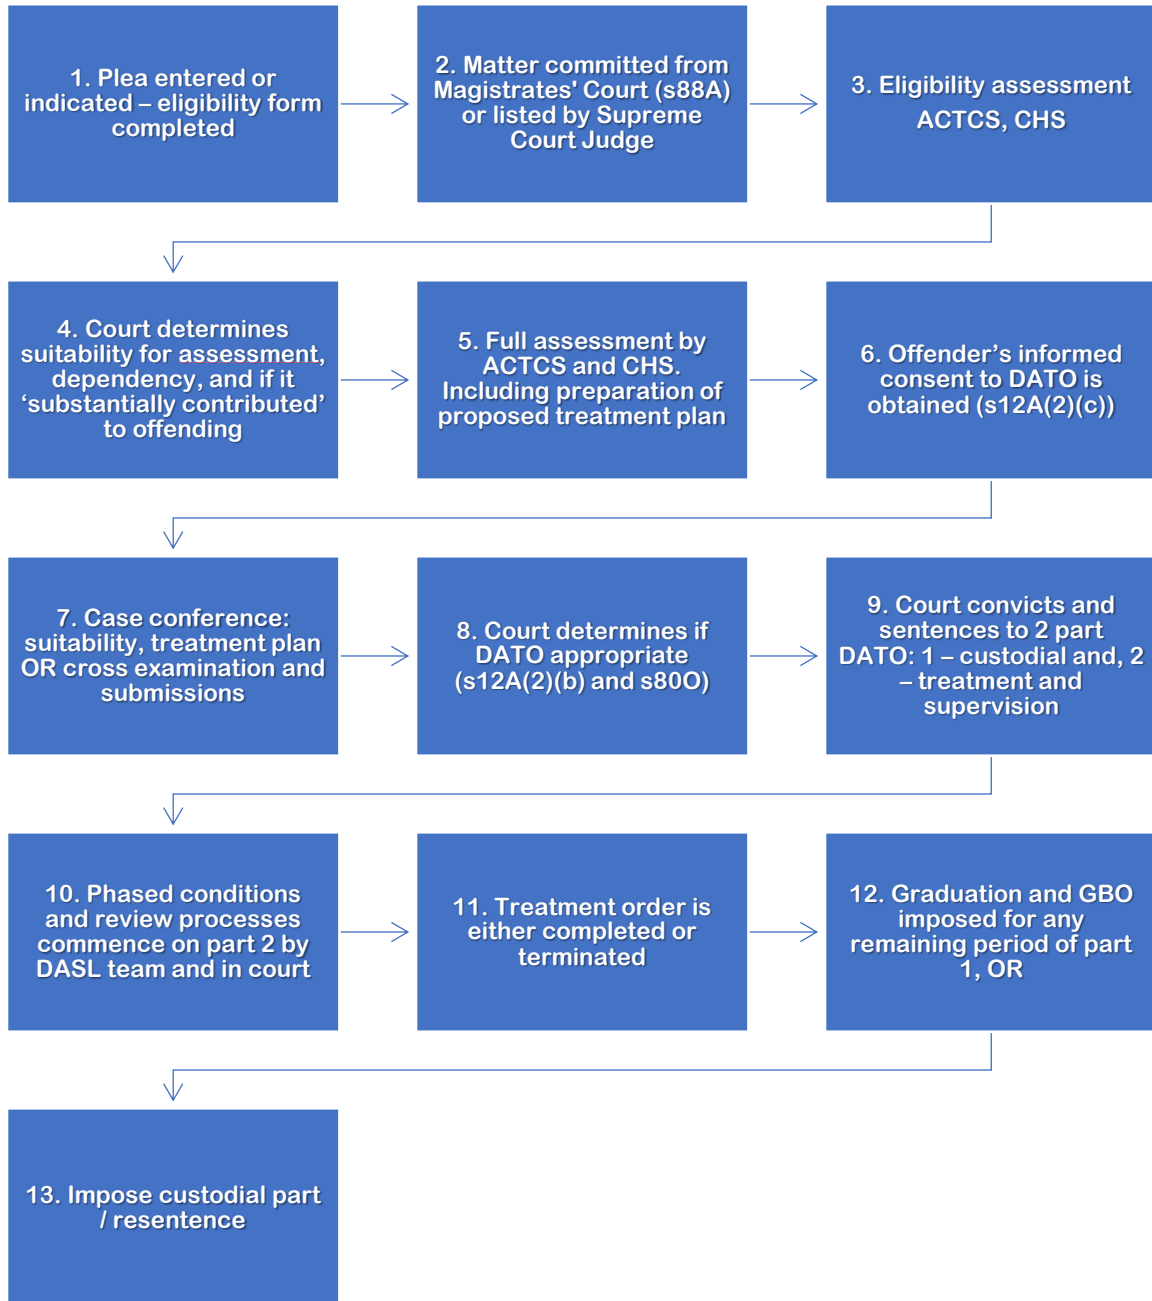 1. Plea entered or
indicated – eligibility form
completed
2. Matter committed from
Magistrates' Court (s88A)
or listed by Supreme
Court Judge
3. Eligibility assessment
ACTCS, CHS
4. Court determines
suitability for assessment,
dependency, and if it
‘substantially contributed’
to offending
5. Full assessment by
ACTCS and CHS.
Including preparation of
proposed treatment plan
6. Offender’s informed
consent to DATO is
obtained (s12A(2)(c))
7. Case conference:
suitability, treatment plan
OR cross examination and
submissions
8. Court determines if
DATO appropriate
(s12A(2)(b) and s80O)
9. Court convicts and
sentences to 2 part
DATO: 1 – custodial and, 2
– treatment and
supervision
10. Phased conditions
and review processes
commence on part 2 by
DASL team and in court
11. Treatment order is
either completed or
terminated
12. Graduation and GBO
imposed for any
remaining period of part
1, OR
13. Impose custodial part
/ resentence